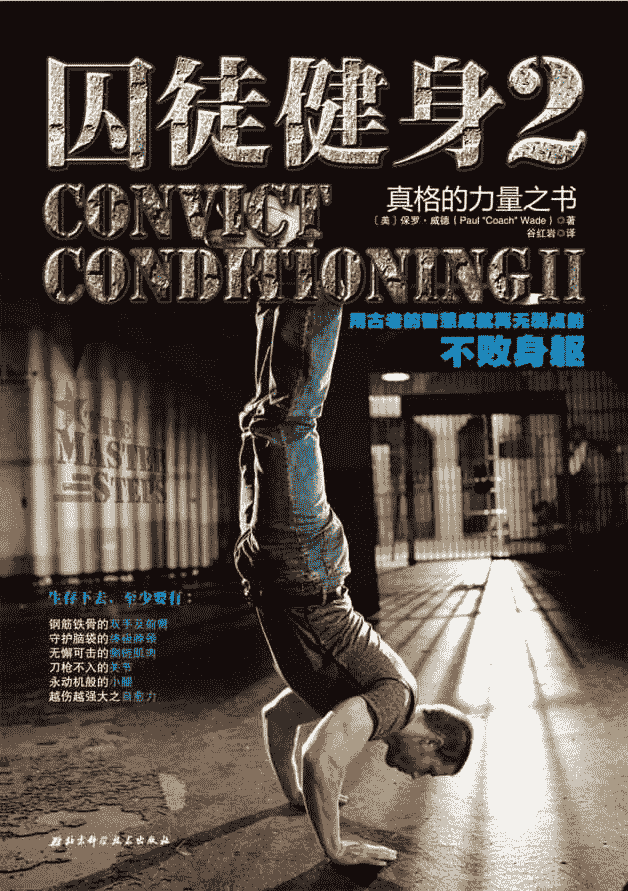 囚徒健身2
CONVICT
真格的力量之书
〔美〕保罗·威德（Paul "Coach" Wade）◎著
谷红岩◎译
CONDITIONING II
用古老的智慧成就再无弱点的
不败身躯
THE
MASTER
STEPS
生存下去，至少要有：
钢筋铁骨的双手及前臂
守护脑袋的终极脖颈
无懈可击的侧链肌肉
刀枪不入的关节
永动机般的小腿
越伤越强大之自愈力
北京科学技术出版社